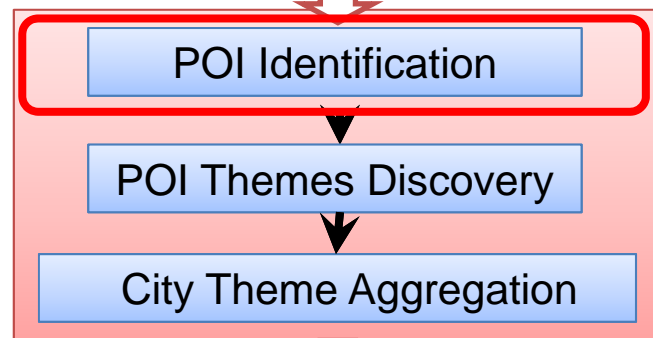 POI Identification
POI Themes Discovery
City Theme Aggregation